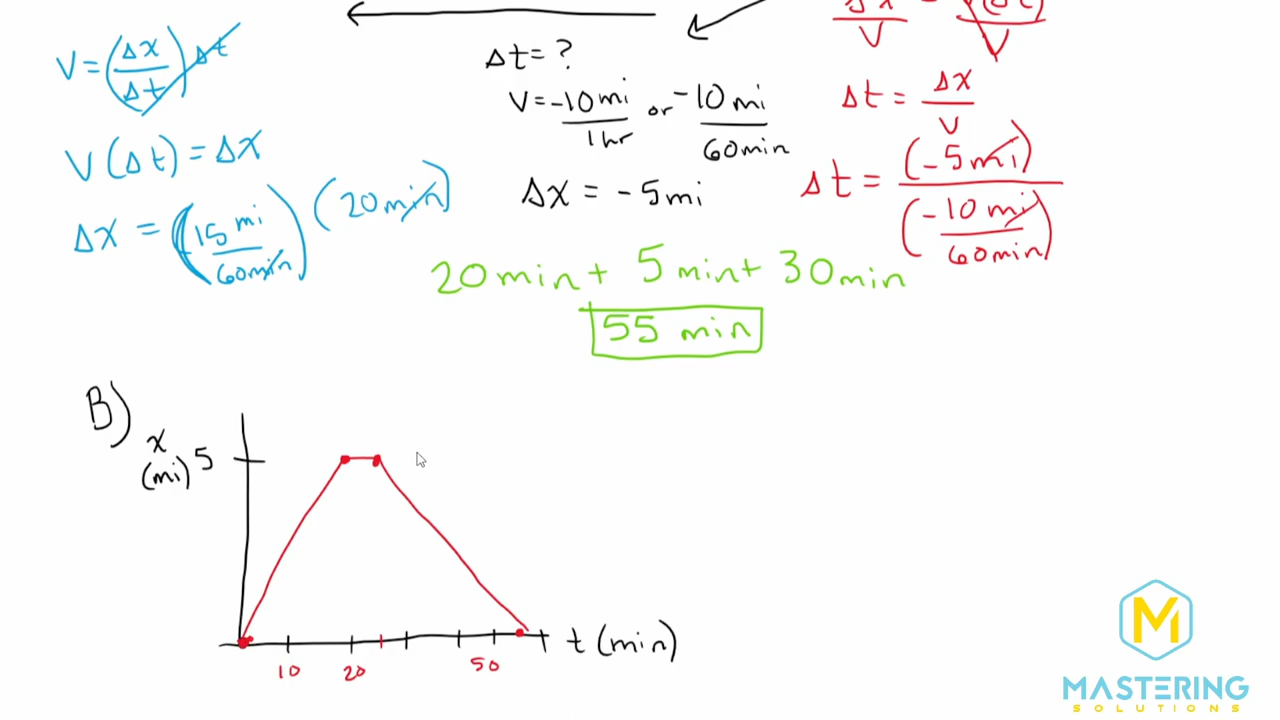 V = (Δx/Δt) Δt
V (Δt) = Δx
Δx = (15 mi/60 min) (20 min)
Δt = ?
V = -10 mi/1 hr or -10 mi/60 min
Δx = -5 mi
Δt = Δx/V
Δt = (-5 mi)/(-10 mi/60 min)
20 min + 5 min + 30 min
55 min
B)
x
(mi) 5
10 20 50
t (min)
M
MASTERING
SOLUTIONS